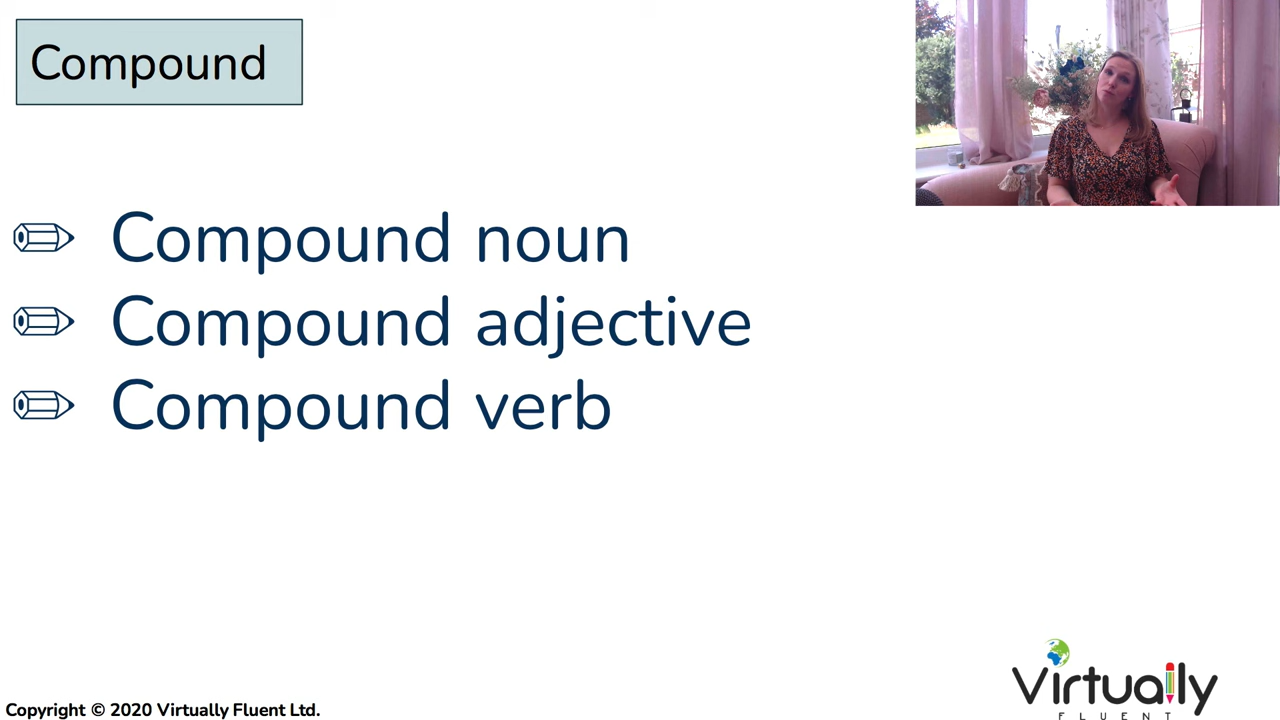 Compound
Compound noun
Compound adjective
Compound verb
Virtually
FLUENT
Copyright © 2020 Virtually Fluent Ltd.